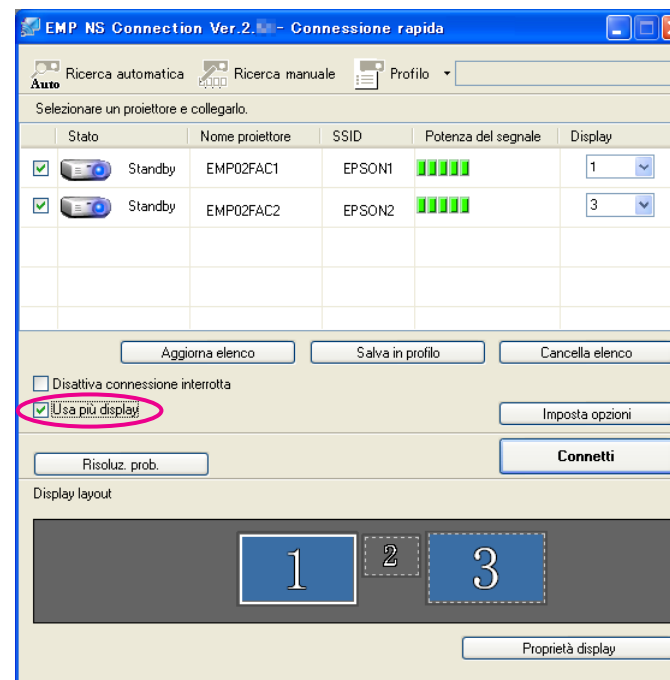 EMP NS Connection Ver.2. - Connessione rapida
Auto Ricerca automatica Ricerca manuale Profilo
Selezionare un proiettore e collegarlo.
Stato Nome proiettore SSID Potenza del segnale Display
Standby EMP02FAC1 EPSON1 1
Standby EMP02FAC2 EPSON2 3
Aggiorna elenco Salva in profilo Cancella elenco
Disattiva connessione interrotta
Usa più display
Imposta opzioni
Risoluz. prob. Connetti
Display layout
1 2 3
Proprietà display